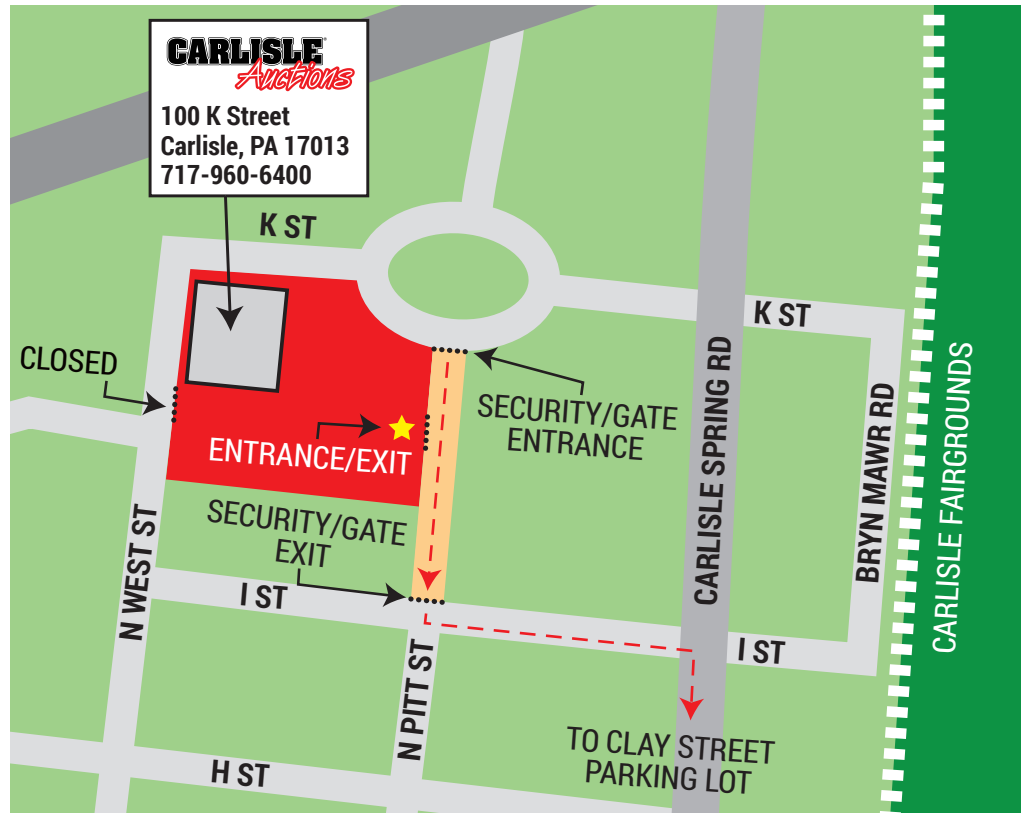 CARLISLE
Auctions
100 K Street
Carlisle, PA 17013
717-960-6400
K ST
K ST
CLOSED
SECURITY/GATE
ENTRANCE
ENTRANCE/EXIT
SECURITY/GATE
EXIT
CARLISLE SPRING RD
BRYN MAWR RD
CARLISLE FAIRGROUNDS
N WEST ST
I ST
I ST
N PITT ST
TO CLAY STREET
PARKING LOT
H ST